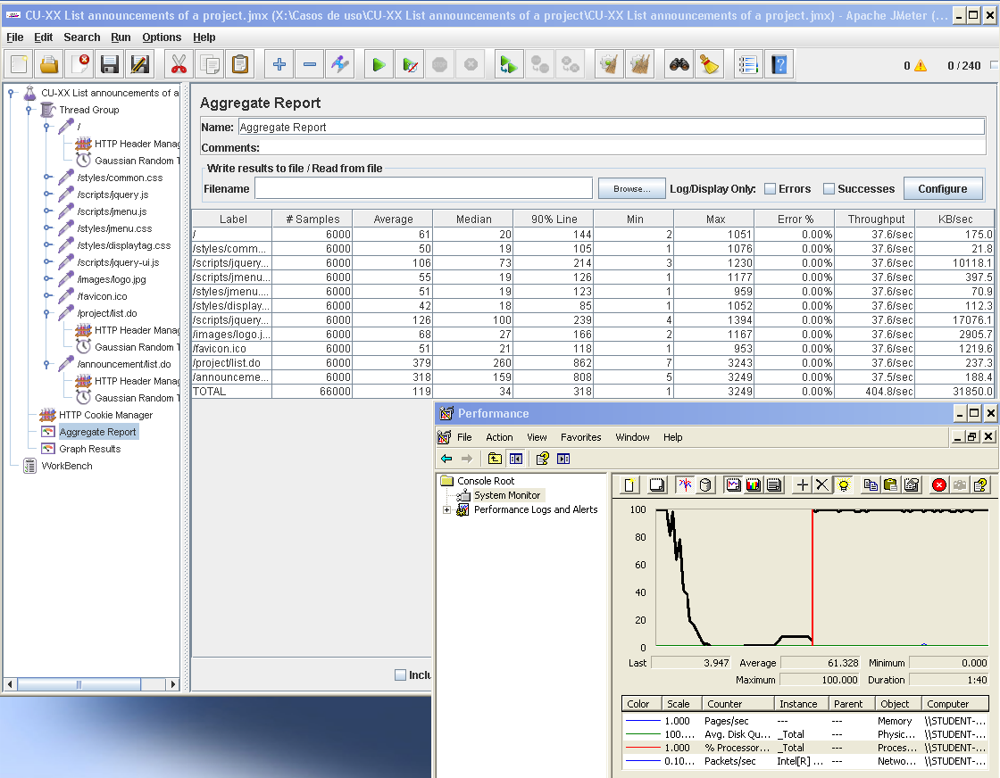 CU-XX List announcements of a project.jmx (X:\Casos de uso\CU-XX List announcements of a project\CU-XX List announcements of a project.jmx) - Apache JMeter (...
File Edit Search Run Options Help
0 0 / 240
CU-XX List announcements of a
Thread Group
/
HTTP Header Manag
Gaussian Random T
/styles/common.css
/scripts/jquery.js
/scripts/jmenu.js
/styles/jmenu.css
/styles/displaytag.css
/scripts/jquery-ui.js
/images/logo.jpg
/favicon.ico
/project/list.do
HTTP Header Manag
Gaussian Random T
/announcement/list.do
HTTP Header Manag
Gaussian Random T
HTTP Cookie Manager
Aggregate Report
Graph Results
WorkBench
Aggregate Report
Name: Aggregate Report
Comments:
Write results to file / Read from file
Filename Browse... Log/Display Only: Errors Successes Configure
Label # Samples Average Median 90% Line Min Max Error % Throughput KB/sec
/ 6000 61 20 144 2 1051 0.00% 37.6/sec 175.0
/styles/comm... 6000 50 19 105 1 1076 0.00% 37.6/sec 21.8
/scripts/jquery... 6000 106 73 214 3 1230 0.00% 37.6/sec 10118.1
/scripts/jmenu... 6000 55 19 126 1 1177 0.00% 37.6/sec 397.5
/styles/jmenu.... 6000 51 19 123 1 959 0.00% 37.6/sec 70.9
/styles/display... 6000 42 18 85 1 1052 0.00% 37.6/sec 112.3
/scripts/jquery... 6000 126 100 239 4 1394 0.00% 37.6/sec 17076.1
/images/logo.j... 6000 68 27 166 2 1167 0.00% 37.6/sec 2905.7
/favicon.ico 6000 51 21 118 1 953 0.00% 37.6/sec 1219.6
/project/list.do 6000 379 260 862 7 3243 0.00% 37.6/sec 237.3
/announceme... 6000 318 159 808 5 3249 0.00% 37.5/sec 188.4
TOTAL 66000 119 34 318 1 3249 0.00% 404.8/sec 31850.0
Inclu
Performance
File Action View Favorites Window Help
Console Root
System Monitor
Performance Logs and Alerts
100
80
60
40
20
0
Last 3.947 Average 61.328 Minimum 0.000
Maximum 100.000 Duration 1:40
Color Scale Counter Instance Parent Object Computer
1.000 Pages/sec --- --- Memory \\STUDENT-...
100.... Avg. Disk Qu... _Total --- Physic... \\STUDENT-...
1.000 % Processor... _Total --- Proces... \\STUDENT-...
0.10... Packets/sec Intel[R] ... --- Netwo... \\STUDENT-...